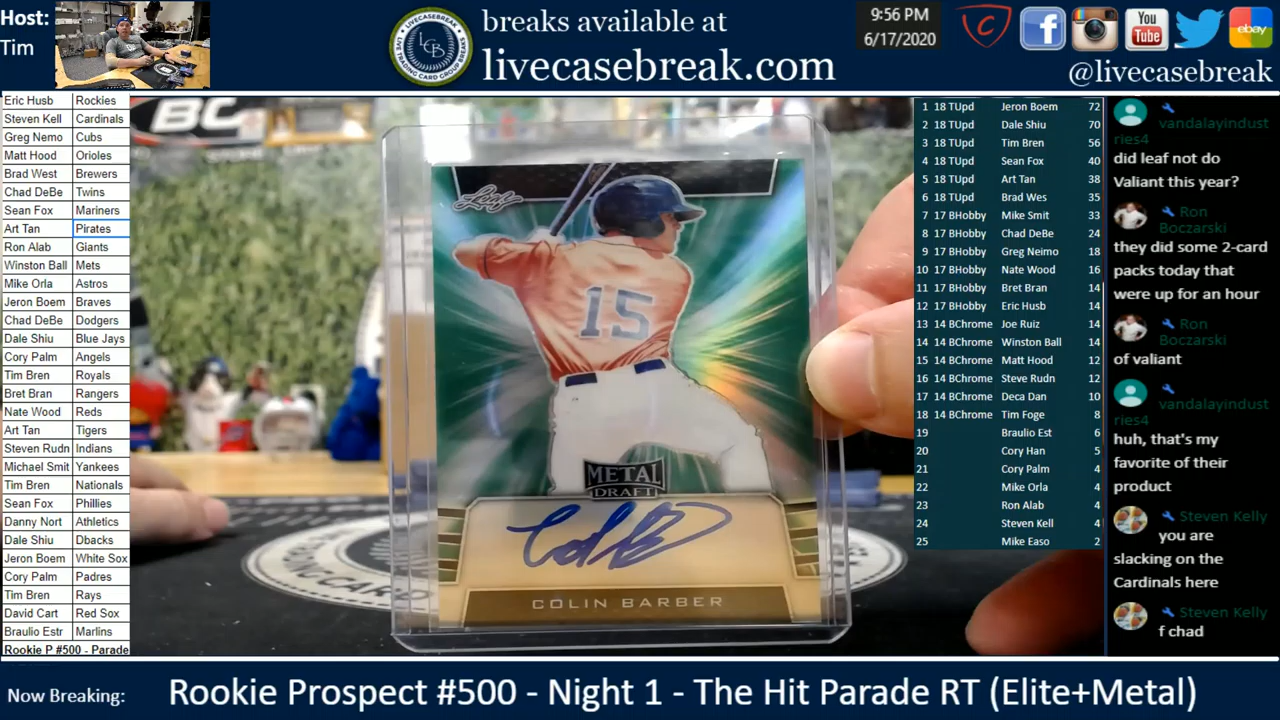 Host:
Tim
LCB
LIVE TRADING CARD GROUP BREAKS
breaks available at
livecasebreak.com
9:56 PM
6/17/2020
You
Tube
ebay
@livecasebreak
Eric Husb Rockies
Steven Kell Cardinals
Greg Nemo Cubs
Matt Hood Orioles
Brad West Brewers
Chad DeBe Twins
Sean Fox Mariners
Art Tan Pirates
Ron Alab Giants
Winston Ball Mets
Mike Orla Astros
Jeron Boem Braves
Chad DeBe Dodgers
Dale Shiu Blue Jays
Cory Palm Angels
Tim Bren Royals
Bret Bran Rangers
Nate Wood Reds
Art Tan Tigers
Steven Rudn Indians
Michael Smit Yankees
Tim Bren Nationals
Sean Fox Phillies
Danny Nort Athletics
Dale Shiu Dbacks
Jeron Boem White Sox
Cory Palm Padres
Tim Bren Rays
David Cart Red Sox
Braulio Estr Marlins
Rookie P #500 - Parade
BC
Leaf
15
METAL
DRAFT
COLIN BARBER
1 18 TUpd Jeron Boem 72
2 18 TUpd Dale Shiu 70
3 18 TUpd Tim Bren 56
4 18 TUpd Sean Fox 40
5 18 TUpd Art Tan 38
6 18 TUpd Brad Wes 35
7 17 BHobby Mike Smit 33
8 17 BHobby Chad DeBe 24
9 17 BHobby Greg Neimo 18
10 17 BHobby Nate Wood 16
11 17 BHobby Bret Bran 14
12 17 BHobby Eric Husb 14
13 14 BChrome Joe Ruiz 14
14 14 BChrome Winston Ball 14
15 14 BChrome Matt Hood 12
16 14 BChrome Steve Rudn 12
17 14 BChrome Deca Dan 10
18 14 BChrome Tim Foge 8
19 Braulio Est 6
20 Cory Han 5
21 Cory Palm 4
22 Mike Orla 4
23 Ron Alab 4
24 Steven Kell 4
25 Mike Easo 2
vandalayindust
ries4
did leaf not do
Valiant this year?
Ron
Boczarski
they did some 2-card
packs today that
were up for an hour
Ron
Boczarski
of valiant
vandalayindust
ries4
huh, that's my
favorite of their
product
Steven Kelly
you are
slacking on the
Cardinals here
Steven Kelly
f chad
Now Breaking:
Rookie Prospect #500 - Night 1 - The Hit Parade RT (Elite+Metal)